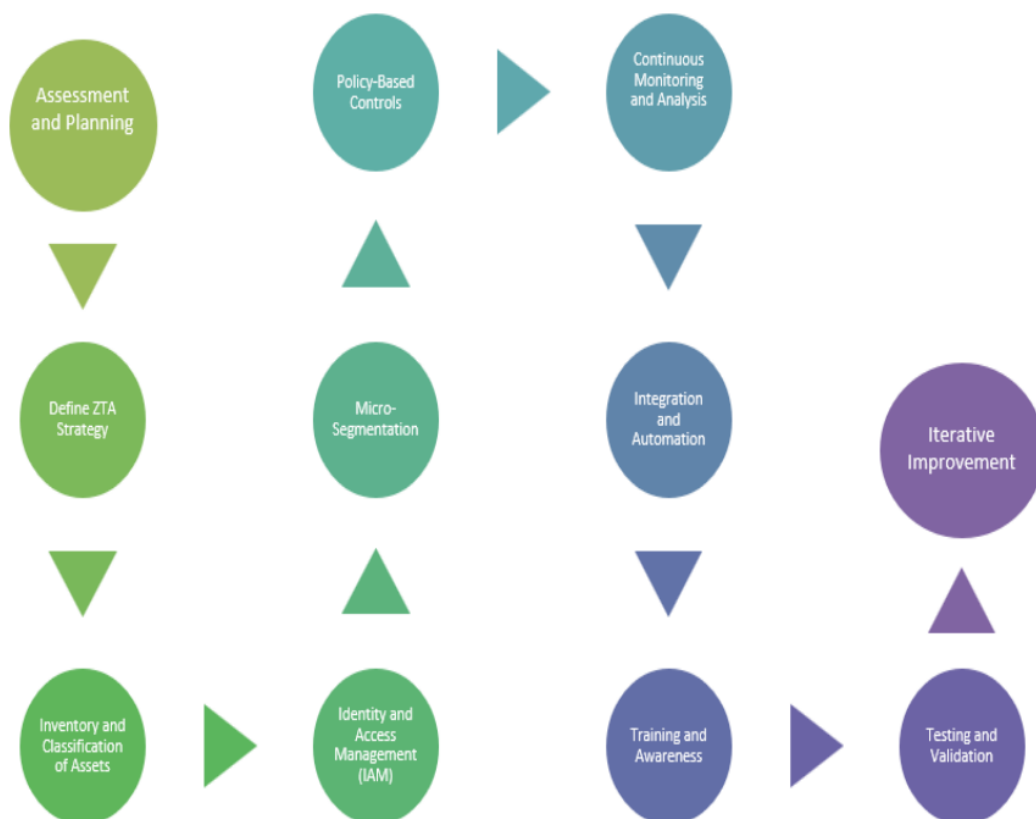 Assessment
and Planning
Define ZTA
Strategy
Inventory and
Classification
of Assets
Identity and
Access
Management
(IAM)
Micro-
Segmentation
Policy-Based
Controls
Continuous
Monitoring
and Analysis
Integration
and
Automation
Training and
Awareness
Testing and
Validation
Iterative
Improvement